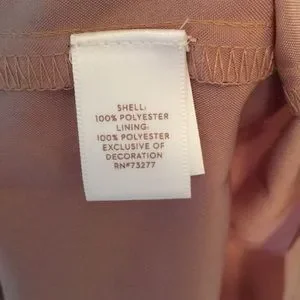 SHELL:
100% POLYESTER
LINING:
100% POLYESTER
EXCLUSIVE OF
DECORATION
RN#73277